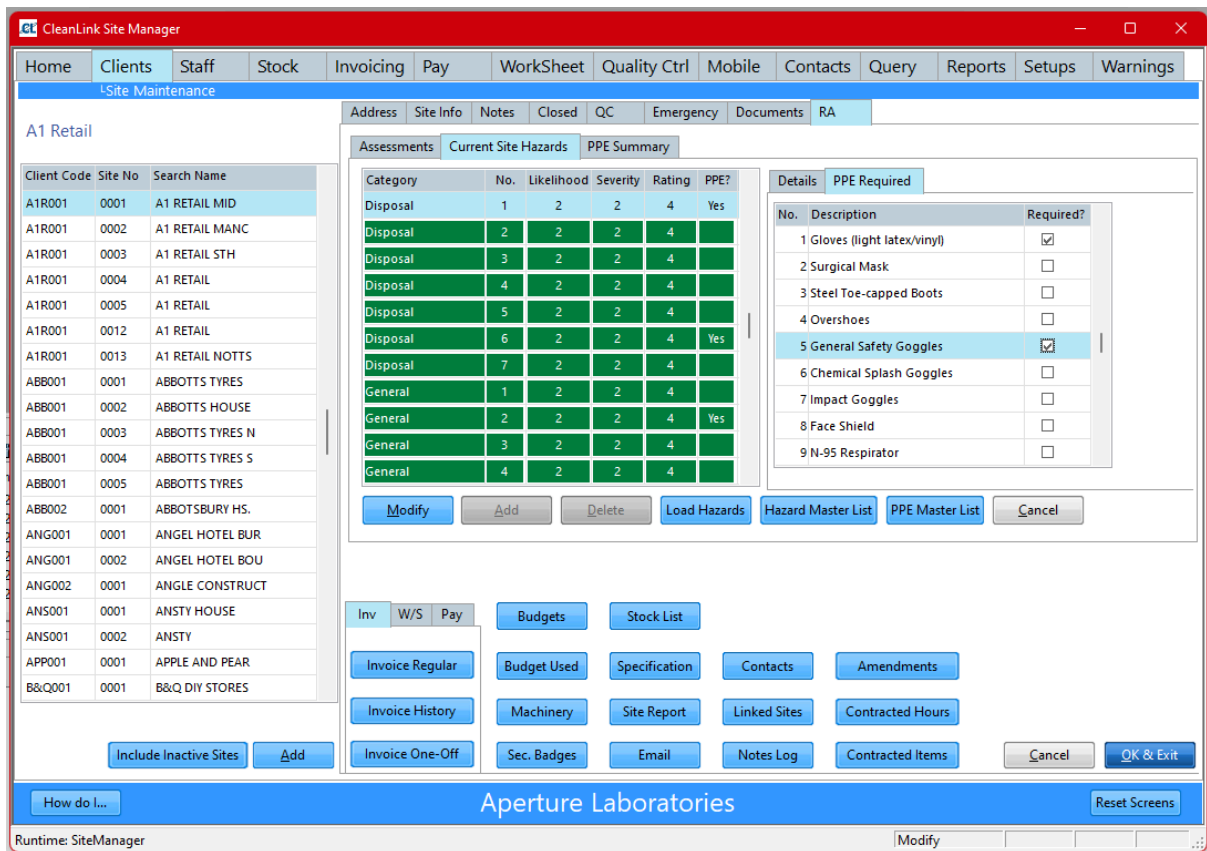 CL CleanLink Site Manager
Home Clients Staff Stock Invoicing Pay WorkSheet Quality Ctrl Mobile Contacts Query Reports Setups Warnings
Site Maintenance
Address Site Info Notes Closed QC Emergency Documents RA
A1 Retail
Assessments Current Site Hazards PPE Summary
Client Code Site No Search Name
A1R001 0001 A1 RETAIL MID
A1R001 0002 A1 RETAIL MANC
A1R001 0003 A1 RETAIL STH
A1R001 0004 A1 RETAIL
A1R001 0005 A1 RETAIL
A1R001 0012 A1 RETAIL
A1R001 0013 A1 RETAIL NOTTS
ABB001 0001 ABBOTTS TYRES
ABB001 0002 ABBOTTS HOUSE
ABB001 0003 ABBOTTS TYRES N
ABB001 0004 ABBOTTS TYRES S
ABB001 0005 ABBOTTS TYRES
ABB002 0001 ABBOTSBURY HS.
ANG001 0001 ANGEL HOTEL BUR
ANG001 0002 ANGEL HOTEL BOU
ANG002 0001 ANGLE CONSTRUCT
ANS001 0001 ANSTY HOUSE
ANS001 0002 ANSTY
APP001 0001 APPLE AND PEAR
B&Q001 0001 B&Q DIY STORES
Include Inactive Sites Add
Category No. Likelihood Severity Rating PPE?
Disposal 1 2 2 4 Yes
Disposal 2 2 2 4
Disposal 3 2 2 4
Disposal 4 2 2 4
Disposal 5 2 2 4
Disposal 6 2 2 4 Yes
Disposal 7 2 2 4
General 1 2 2 4
General 2 2 2 4 Yes
General 3 2 2 4
General 4 2 2 4
Details PPE Required
No. Description Required?
1 Gloves (light latex/vinyl)
2 Surgical Mask
3 Steel Toe-capped Boots
4 Overshoes
5 General Safety Goggles
6 Chemical Splash Goggles
7 Impact Goggles
8 Face Shield
9 N-95 Respirator
Modify Add Delete Load Hazards Hazard Master List PPE Master List Cancel
Inv W/S Pay Budgets Stock List
Invoice Regular Budget Used Specification Contacts Amendments
Invoice History Machinery Site Report Linked Sites Contracted Hours
Invoice One-Off Sec. Badges Email Notes Log Contracted Items Cancel OK & Exit
How do I... Aperture Laboratories Reset Screens
Runtime: SiteManager Modify